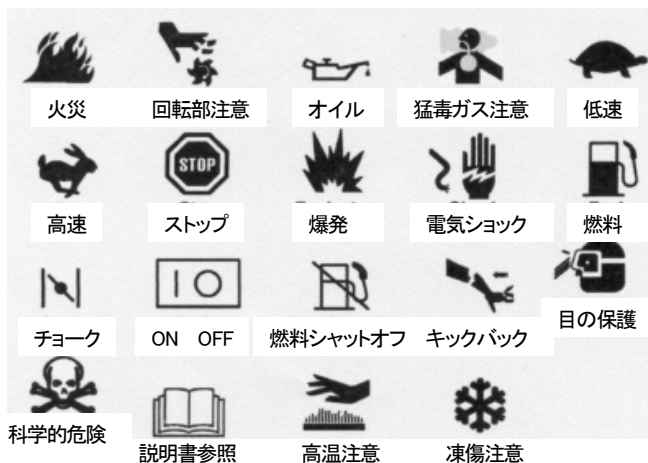 火災 回転部注意 オイル 猛毒ガス注意 低速
STOP
高速 ストップ 爆発 電気ショック 燃料
チョーク ON OFF 燃料シャットオフ キックバック 目の保護
科学的危険 説明書参照 高温注意 凍傷注意